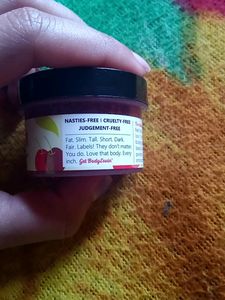 NASTIES-FREE | CRUELTY-FREE
JUDGEMENT-FREE
Fat. Slim. Tall. Short. Dark.
Fair. Labels! They don't matter.
You do. Love that body. Every
inch. Get BodyLovin'